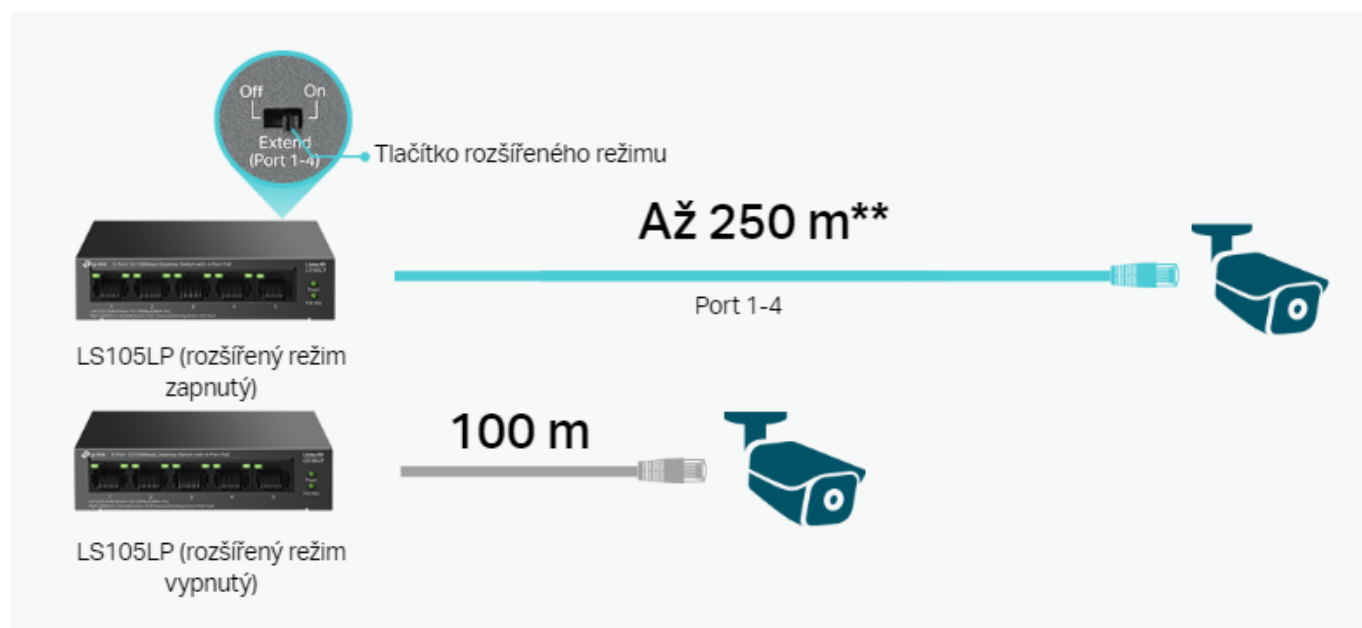 Off On
Extend
(Port 1-4)
Tlačítko rozšířeného režimu
Až 250 m**
Port 1-4
LS105LP (rozšířený režim
zapnutý)
100 m
LS105LP (rozšířený režim
vypnutý)